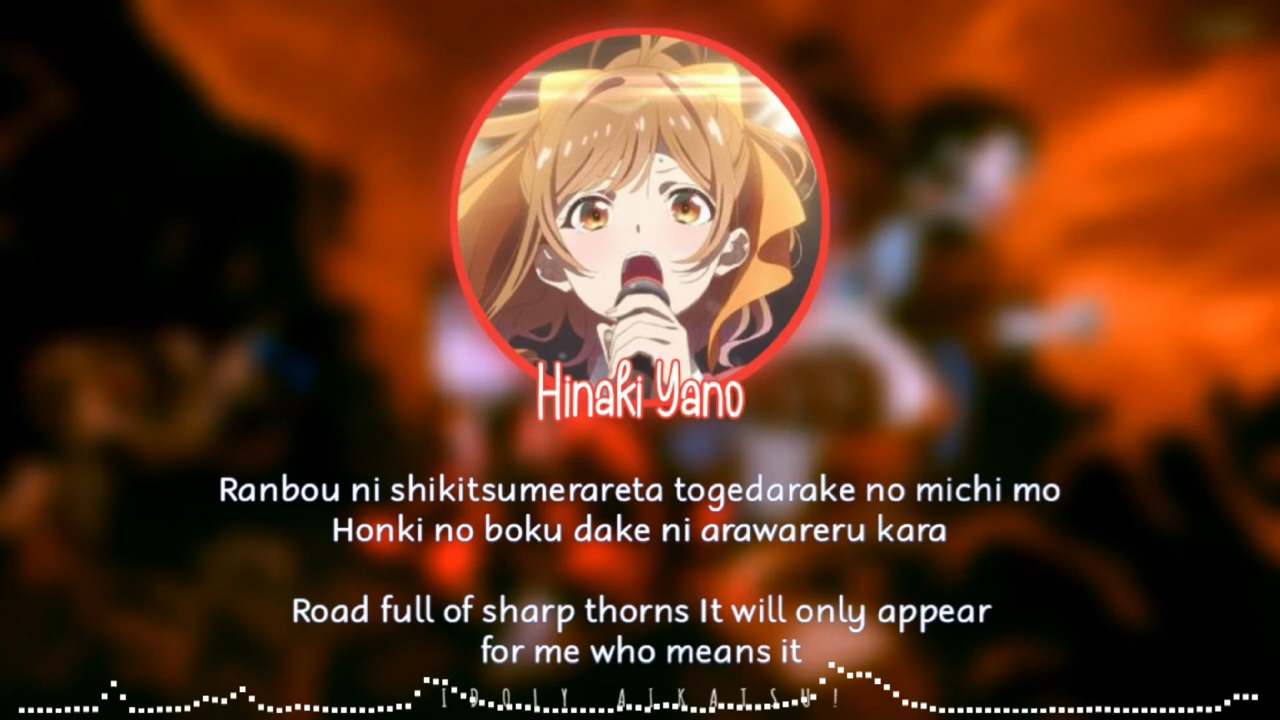 Hinaki Yano
Ranbou ni shikitsumerareta togedarake no michi mo
Honki no boku dake ni arawareru kara
Road full of sharp thorns It will only appear
for me who means it
IDOLY AIKATSU!